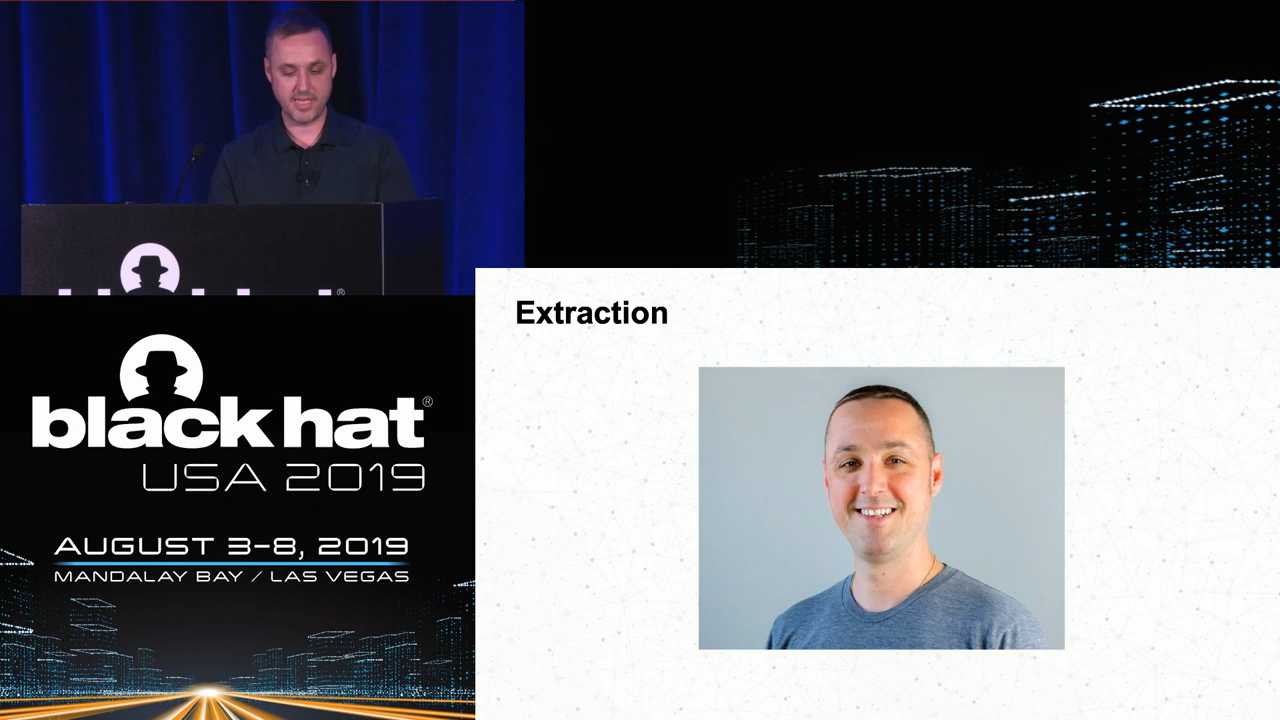 black hat®
USA 2019
AUGUST 3-8, 2019
MANDALAY BAY / LAS VEGAS
Extraction